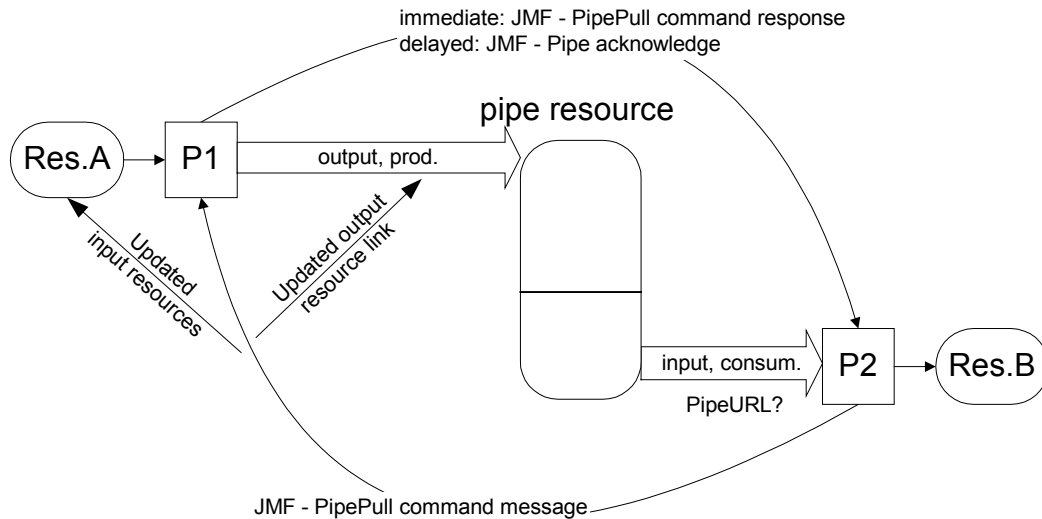 immediate: JMF - PipePull command response
delayed: JMF - Pipe acknowledge
pipe resource
Res.A
P1
output, prod.
Updated
input resources
Updated output
resource link
input, consum.
P2
Res.B
PipeURL?
JMF - PipePull command message